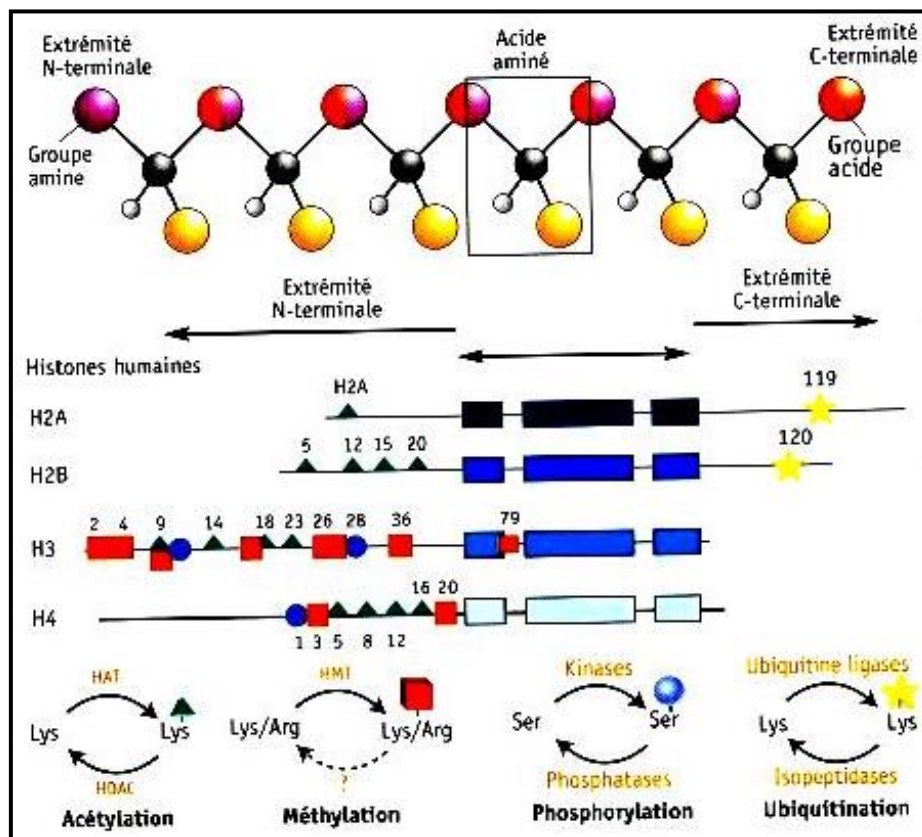 Extrémité
N-terminale
Acide
aminé
Extrémité
C-terminale
Groupe
amine
Groupe
acide
Extrémité
N-terminale
Extrémité
C-terminale
Histones humaines
H2A
119
H2A
5 12 15 20
120
H2B
2 4 9 14 18 23 26 28 36 79
H3
16 20
H4
1 3 5 8 12
HAT
Lys Lys
HDAC
Acétylation
HMT
Lys/Arg Lys/Arg
?
Méthylation
Kinases
Ser Ser
Phosphatases
Phosphorylation
Ubiquitine ligases
Lys Lys
Isopeptidases
Ubiquitination